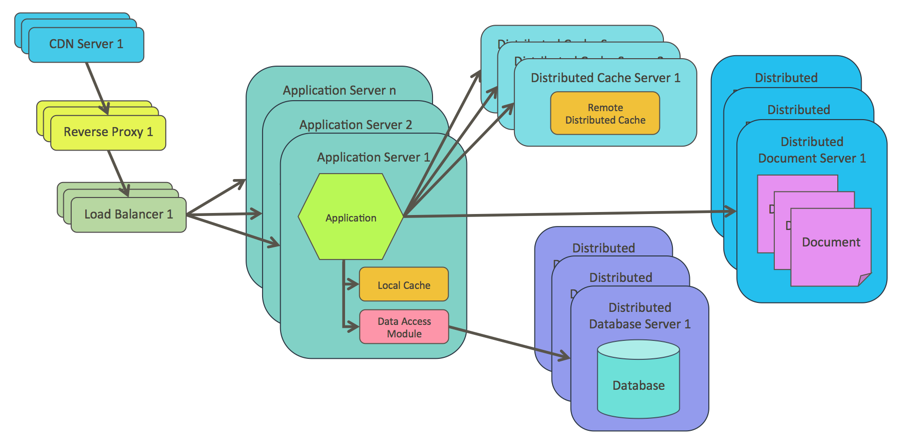 CDN Server 1
Reverse Proxy 1
Load Balancer 1
Application Server n
Application Server 2
Application Server 1
Application
Local Cache
Data Access
Module
Distributed Cache Server 1
Remote
Distributed Cache
Distributed
Distributed
Distributed
Document Server 1
Document
Distributed
Distributed
Distributed
Database Server 1
Database